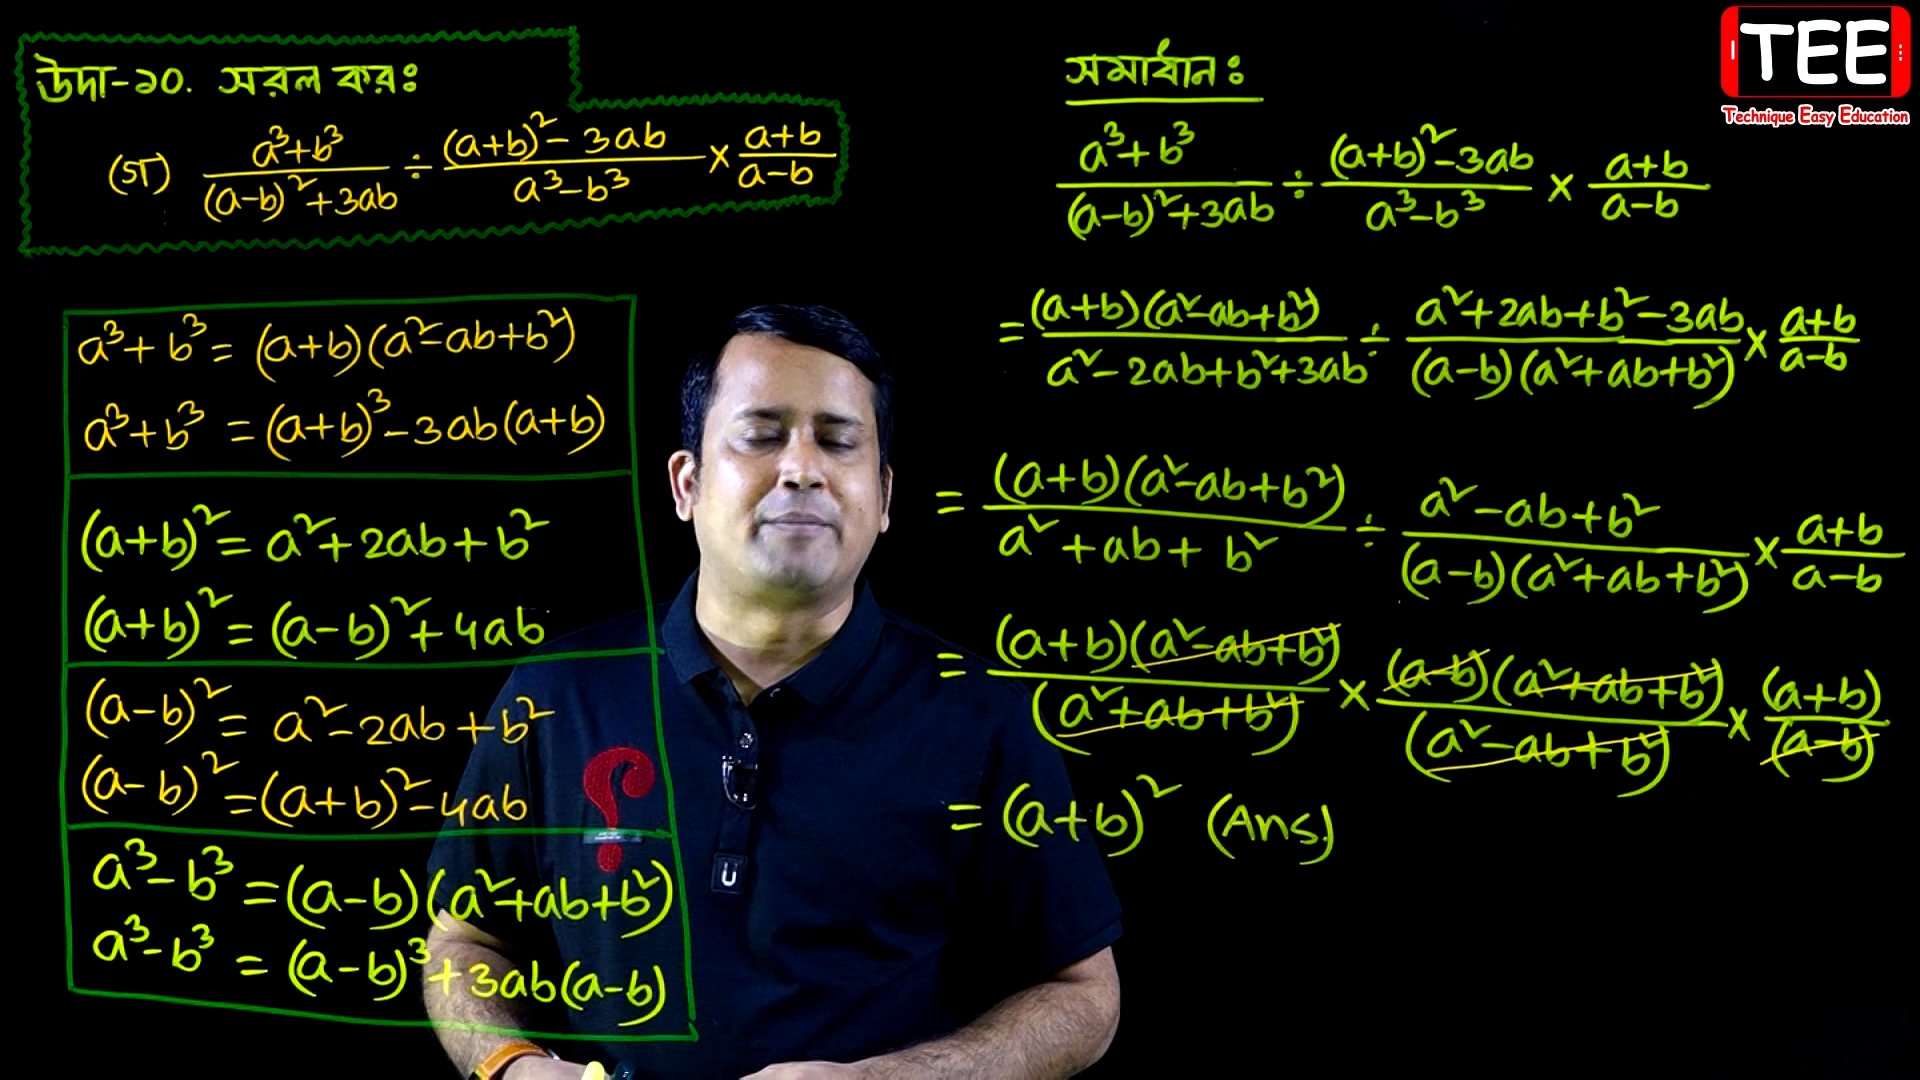 উদা-১০. সরল করঃ
(গ) a³+b³/(a-b)²+3ab ÷ (a+b)²-3ab/a³-b³ × a+b/a-b
a³+b³=(a+b)(a²-ab+b²)
a³+b³=(a+b)³-3ab(a+b)
(a+b)²=a²+2ab+b²
(a+b)²=(a-b)²+4ab
(a-b)²=a²-2ab+b²
(a-b)²=(a+b)²-4ab
a³-b³=(a-b)(a²+ab+b²)
a³-b³=(a-b)³+3ab(a-b)
সমাধান:
a³+b³/(a-b)²+3ab ÷ (a+b)²-3ab/a³-b³ × a+b/a-b
= (a+b)(a²-ab+b²)/a²-2ab+b²+3ab ÷ a²+2ab+b²-3ab/(a-b)(a²+ab+b²) × a+b/a-b
= (a+b)(a²-ab+b²)/a²+ab+b² ÷ a²-ab+b²/(a-b)(a²+ab+b²) × a+b/a-b
= (a+b)(a²-ab+b²)/(a²+ab+b²) × (a-b)(a²+ab+b²)/(a²-ab+b²) × (a+b)/(a-b)
= (a+b)² (Ans.)
TEE
Technique Easy Education
U